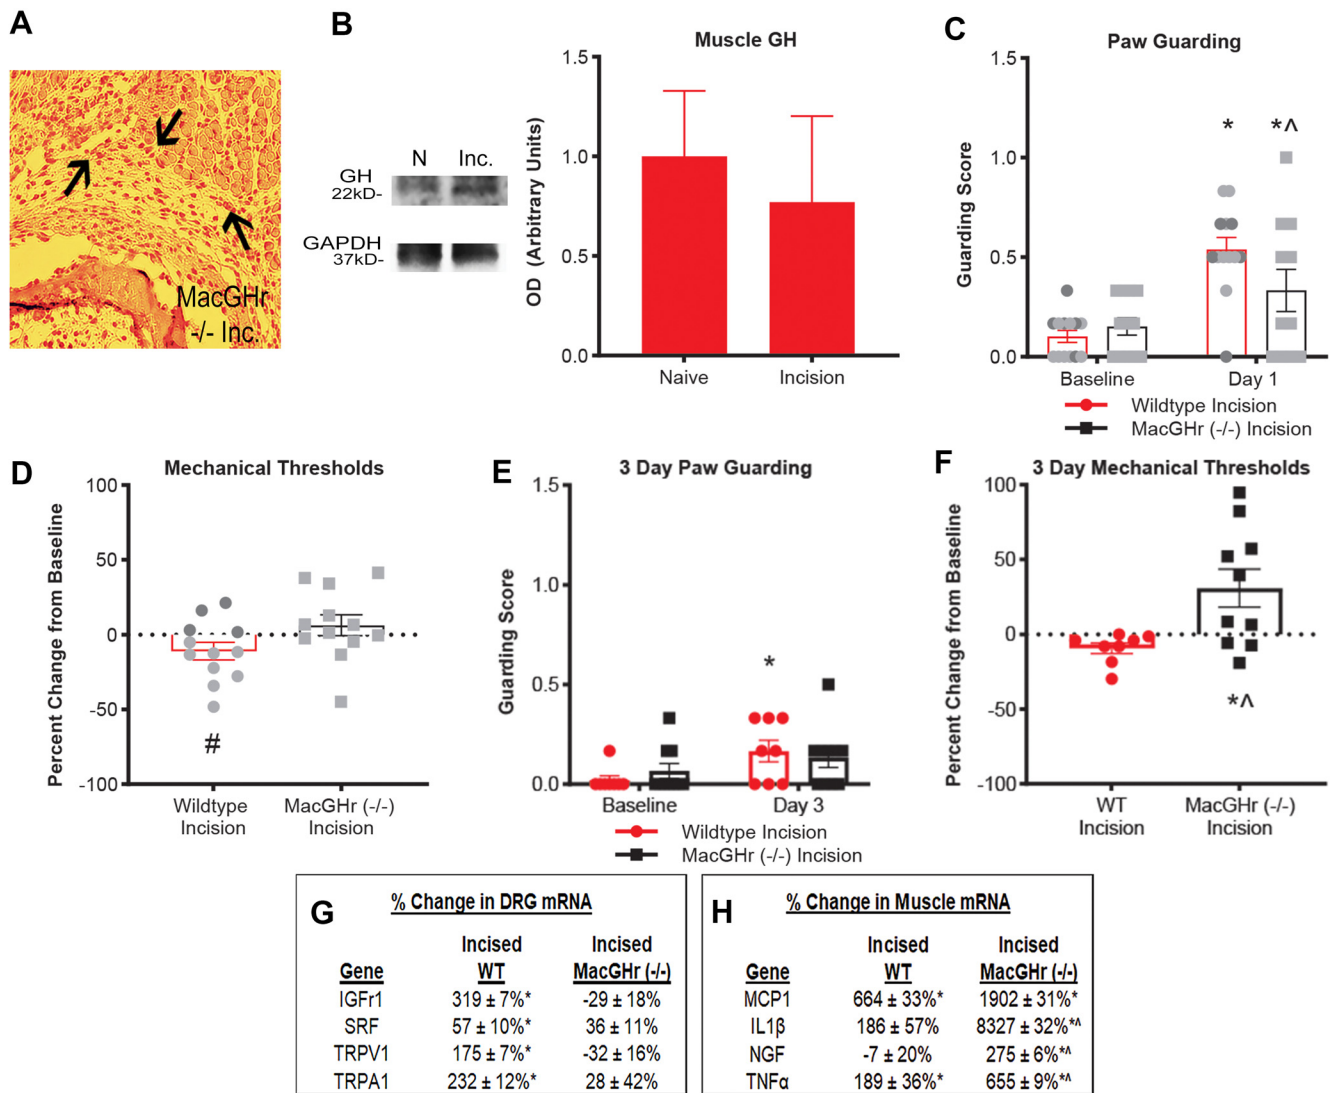 A
MacGHr
-/- Inc.
B
N Inc.
GH
22kD-
GAPDH
37kD-
Muscle GH
OD (Arbitrary Units)
1.5
1.0
0.5
0.0
Naive Incision
C
Paw Guarding
Guarding Score
1.5
1.0
0.5
0.0
* *^
Baseline Day 1
Wildtype Incision
MacGHr (-/-) Incision
D
Mechanical Thresholds
Percent Change from Baseline
100
50
0
-50
-100
#
Wildtype MacGHr (-/-)
Incision Incision
E
3 Day Paw Guarding
Guarding Score
1.5
1.0
0.5
0.0
*
Baseline Day 3
Wildtype Incision
MacGHr (-/-) Incision
F
3 Day Mechanical Thresholds
Percent Change from Baseline
100
50
0
-50
-100
*^
WT MacGHr (-/-)
Incision Incision
G
% Change in DRG mRNA
Incised Incised
Gene WT MacGHr (-/-)
IGFr1 319 ± 7%* -29 ± 18%
SRF 57 ± 10%* 36 ± 11%
TRPV1 175 ± 7%* -32 ± 16%
TRPA1 232 ± 12%* 28 ± 42%
H
% Change in Muscle mRNA
Incised Incised
Gene WT MacGHr (-/-)
MCP1 664 ± 33%* 1902 ± 31%*
IL1β 186 ± 57% 8327 ± 32%*^
NGF -7 ± 20% 275 ± 6%*^
TNFα 189 ± 36%* 655 ± 9%*^